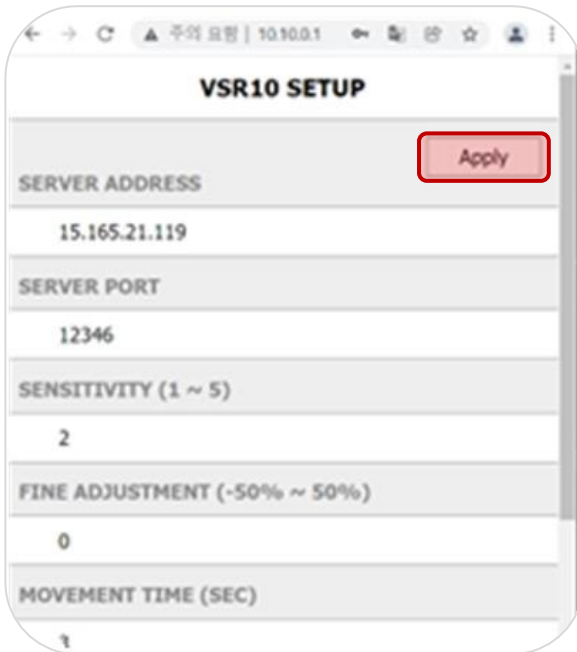 주의 요함 | 10.10.0.1
VSR10 SETUP
Apply
SERVER ADDRESS
15.165.21.119
SERVER PORT
12346
SENSITIVITY (1 ~ 5)
2
FINE ADJUSTMENT (-50% ~ 50%)
0
MOVEMENT TIME (SEC)
3